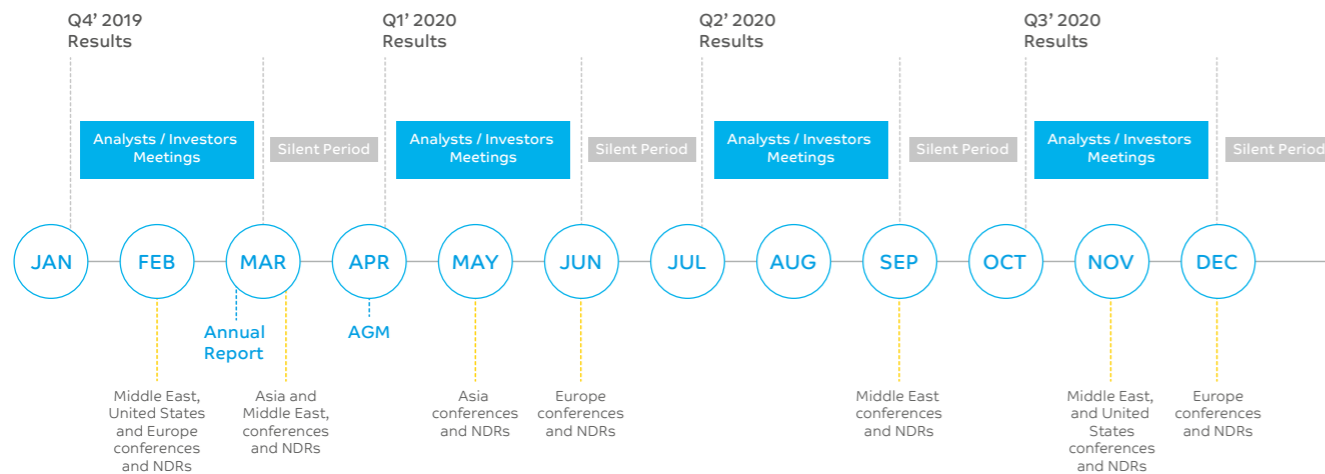 Q4' 2019
Results
Q1' 2020
Results
Q2' 2020
Results
Q3' 2020
Results
Analysts / Investors
Meetings
Silent Period
Analysts / Investors
Meetings
Silent Period
Analysts / Investors
Meetings
Silent Period
Analysts / Investors
Meetings
Silent Period
JAN
FEB
MAR
APR
MAY
JUN
JUL
AUG
SEP
OCT
NOV
DEC
Annual
Report
AGM
Middle East,
United States
and Europe
conferences
and NDRs
Asia and
Middle East,
conferences
and NDRs
Asia
conferences
and NDRs
Europe
conferences
and NDRs
Middle East
conferences
and NDRs
Middle East,
and United
States
conferences
and NDRs
Europe
conferences
and NDRs